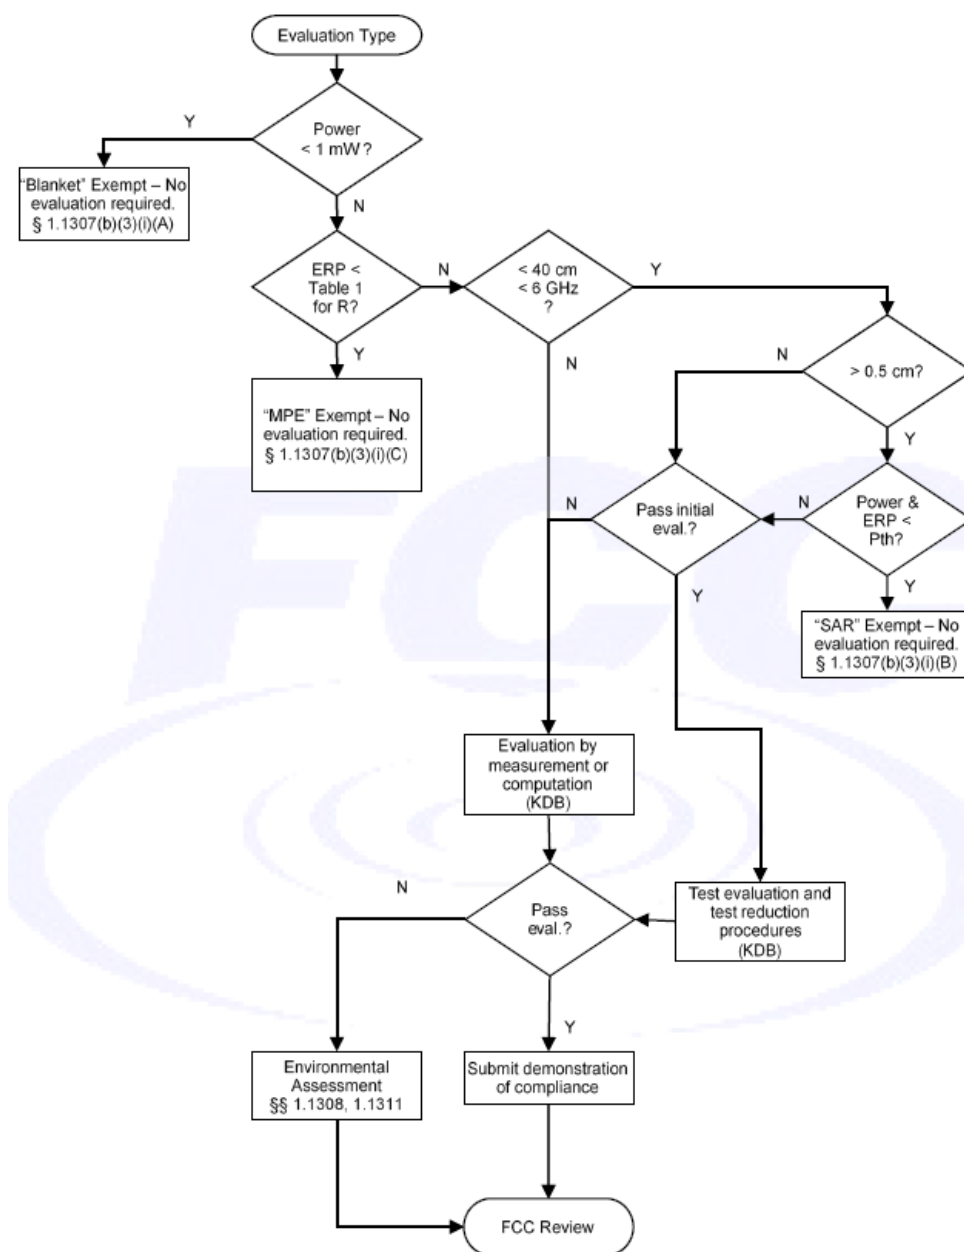 Evaluation Type
Power
< 1 mW?
Y
N
"Blanket" Exempt – No
evaluation required.
§ 1.1307(b)(3)(i)(A)
ERP <
Table 1
for R?
N
Y
< 40 cm
< 6 GHz
?
Y
N
"MPE" Exempt – No
evaluation required.
§ 1.1307(b)(3)(i)(C)
> 0.5 cm?
N
Y
Pass initial
eval.?
N
Y
Power &
ERP <
Pth?
N
Y
"SAR" Exempt – No
evaluation required.
§ 1.1307(b)(3)(i)(B)
FCC
Evaluation by
measurement or
computation
(KDB)
Test evaluation and
test reduction
procedures
(KDB)
Pass
eval.?
N
Y
Environmental
Assessment
§§ 1.1308, 1.1311
Submit demonstration
of compliance
FCC Review